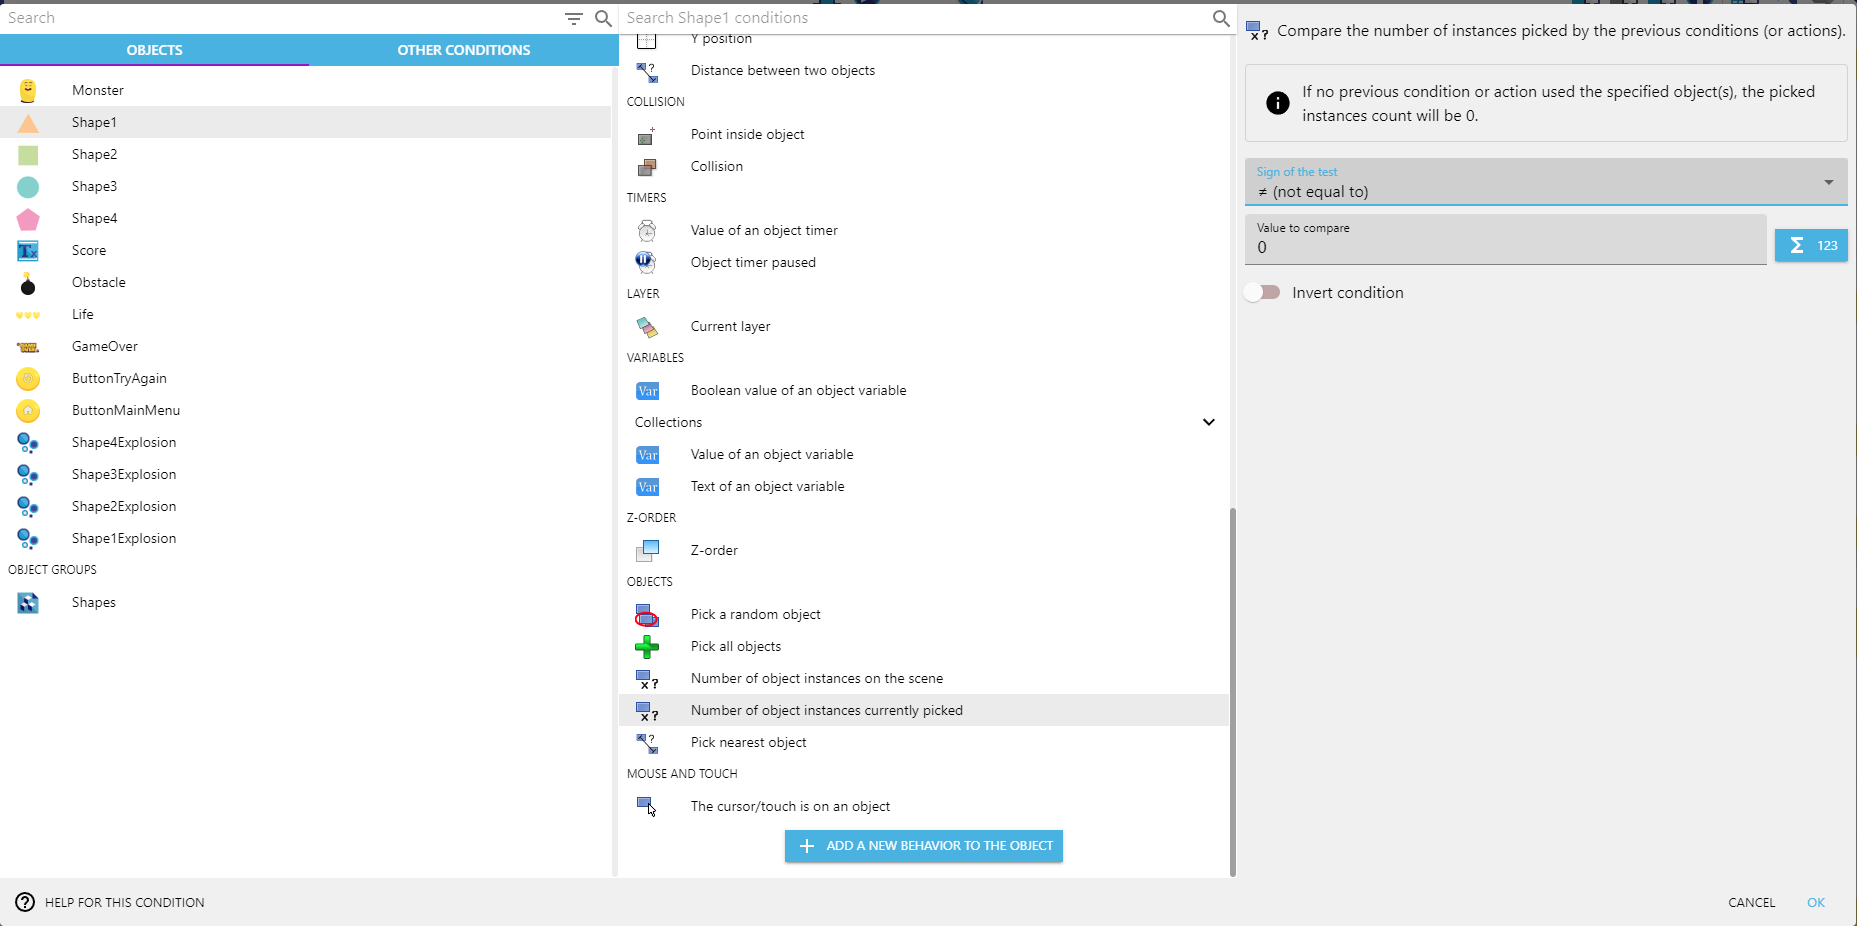 Search
OBJECTS
OTHER CONDITIONS
Monster
Shape1
Shape2
Shape3
Shape4
Score
Obstacle
Life
GameOver
ButtonTryAgain
ButtonMainMenu
Shape4Explosion
Shape3Explosion
Shape2Explosion
Shape1Explosion
OBJECT GROUPS
Shapes
Search Shape1 conditions
Y position
Distance between two objects
COLLISION
Point inside object
Collision
TIMERS
Value of an object timer
Object timer paused
LAYER
Current layer
VARIABLES
Var
Boolean value of an object variable
Collections
Var
Value of an object variable
Var
Text of an object variable
Z-ORDER
Z-order
OBJECTS
Pick a random object
Pick all objects
Number of object instances on the scene
Number of object instances currently picked
Pick nearest object
MOUSE AND TOUCH
The cursor/touch is on an object
ADD A NEW BEHAVIOR TO THE OBJECT
Compare the number of instances picked by the previous conditions (or actions).
If no previous condition or action used the specified object(s), the picked
instances count will be 0.
Sign of the test
≠ (not equal to)
Value to compare
0
Σ 123
Invert condition
HELP FOR THIS CONDITION
CANCEL
OK